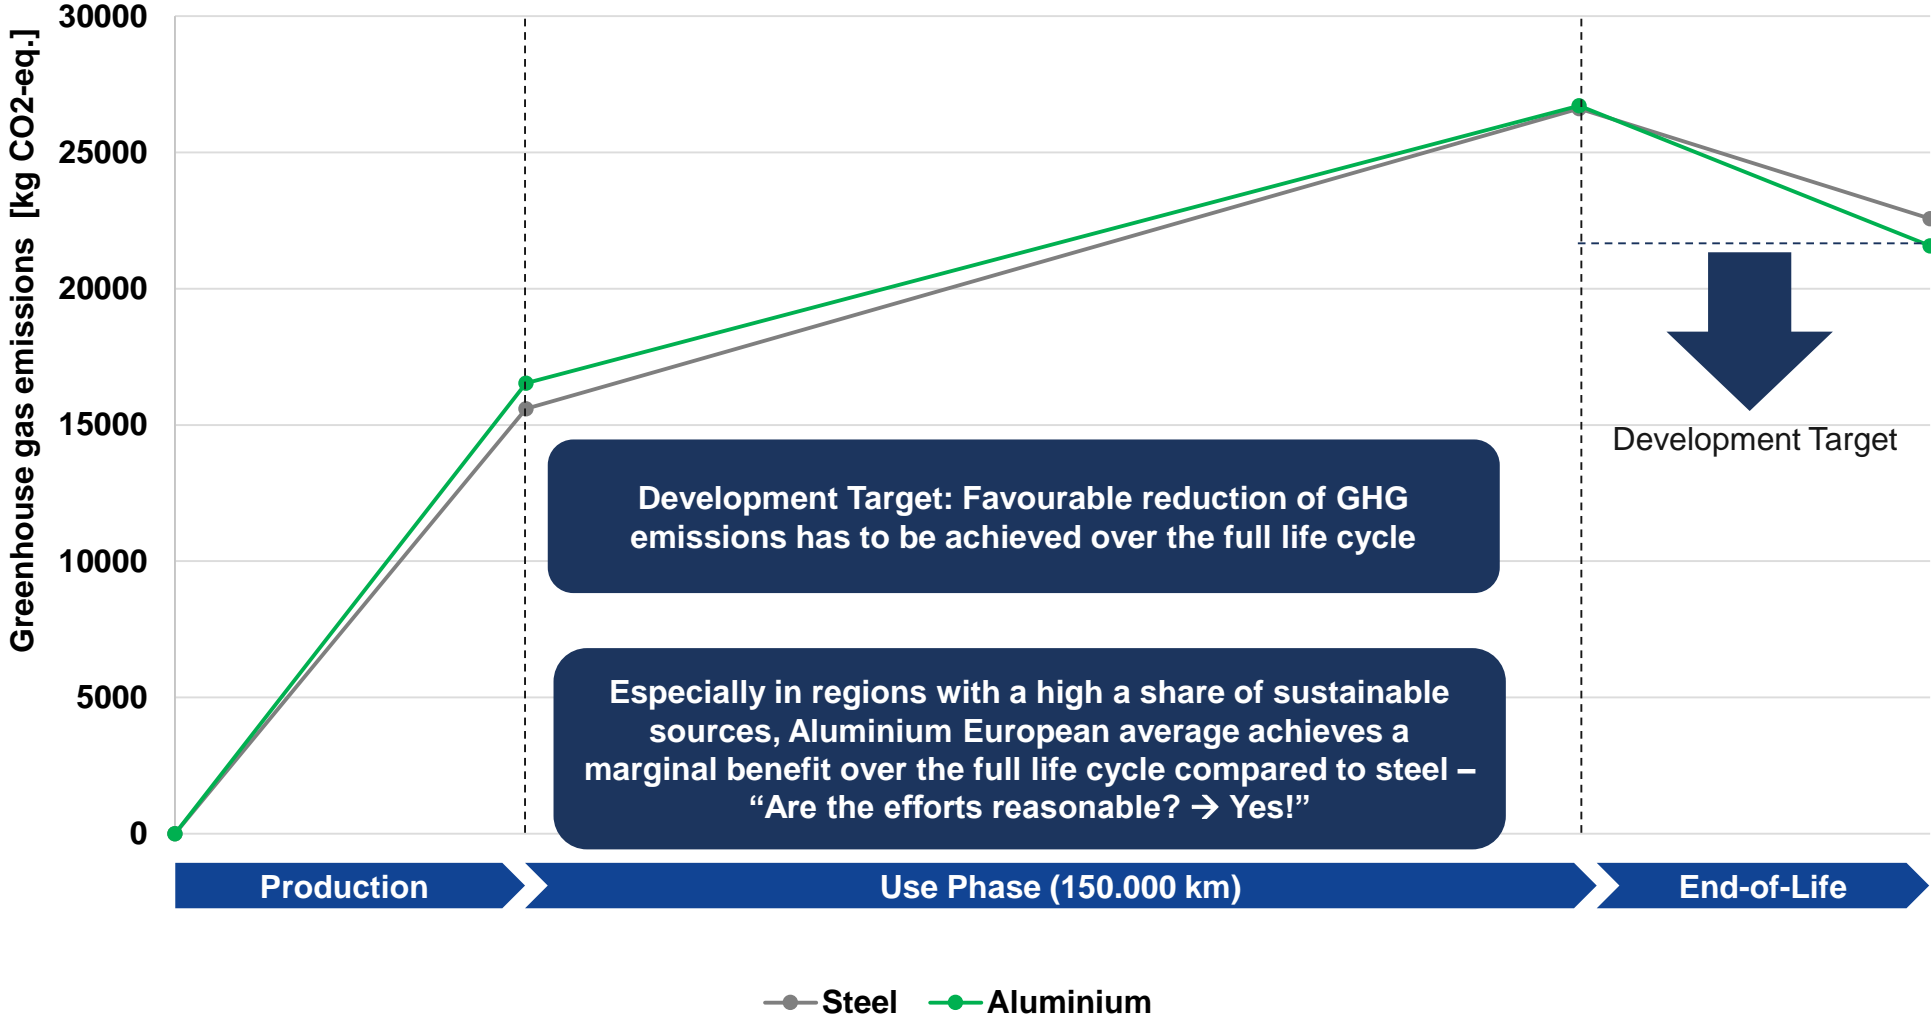 Greenhouse gas emissions [kg CO2-eq.]
30000
25000
20000
15000
10000
5000
0
Development Target
Development Target: Favourable reduction of GHG
emissions has to be achieved over the full life cycle
Especially in regions with a high a share of sustainable
sources, Aluminium European average achieves a
marginal benefit over the full life cycle compared to steel –
“Are the efforts reasonable? → Yes!”
Production
Use Phase (150.000 km)
End-of-Life
Steel
Aluminium